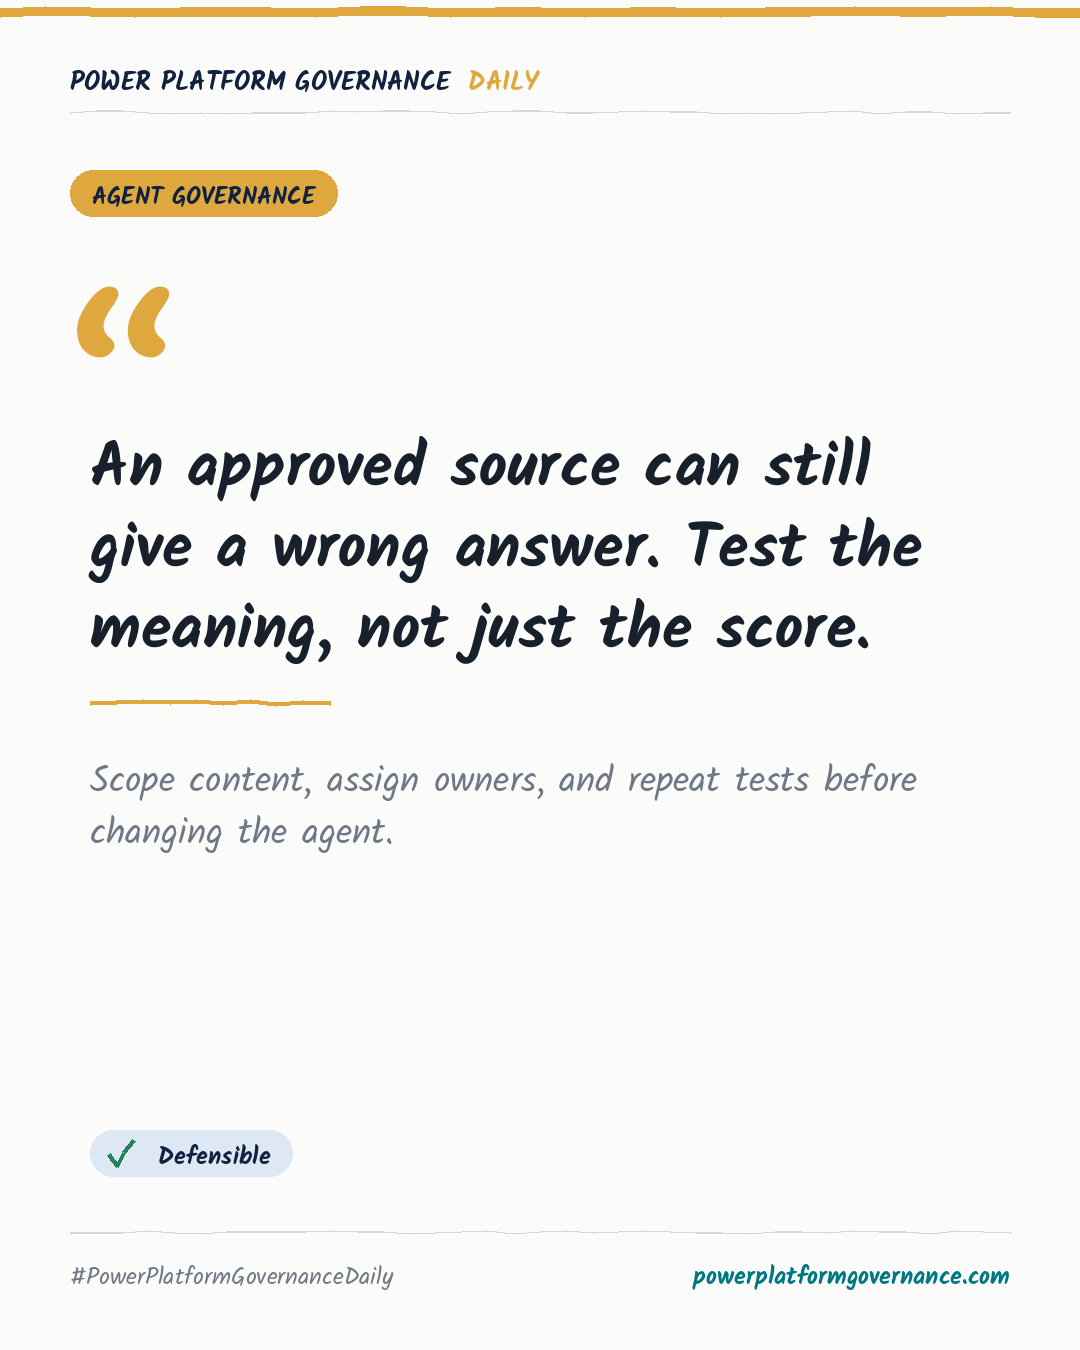 POWER PLATFORM GOVERNANCE DAILY
AGENT GOVERNANCE
“
An approved source can still
give a wrong answer. Test the
meaning, not just the score.
Scope content, assign owners, and repeat tests before
changing the agent.
✓ Defensible
#PowerPlatformGovernanceDaily
powerplatformgovernance.com